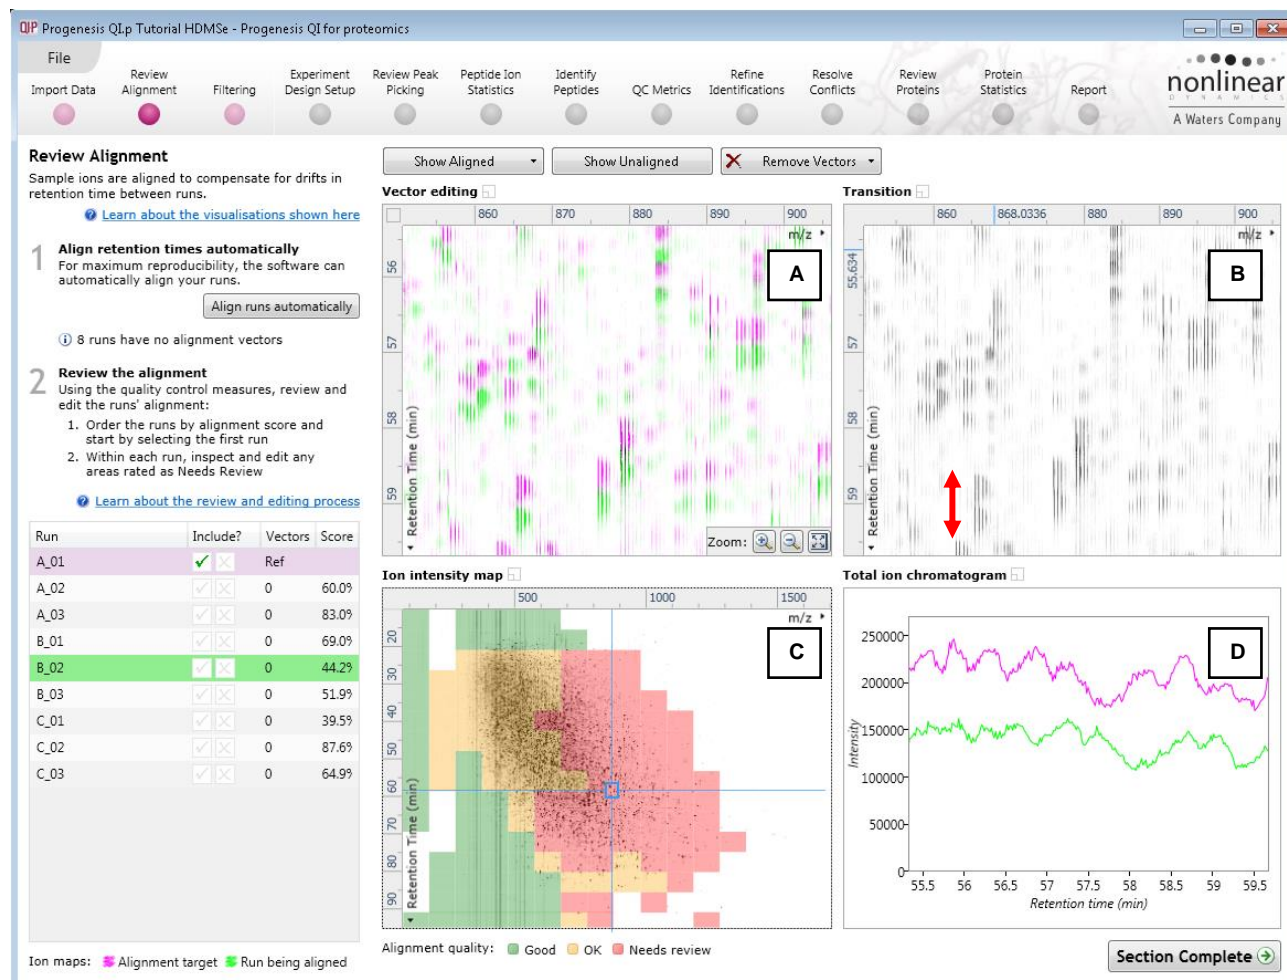 Progenesis QI.p Tutorial HDMSe - Progenesis QI for proteomics
File
Import Data
Review Alignment
Filtering
Experiment Design Setup
Review Peak Picking
Peptide Ion Statistics
Identify Peptides
QC Metrics
Refine Identifications
Resolve Conflicts
Review Proteins
Protein Statistics
Report
nonlinear
DYNAMICS
A Waters Company
Review Alignment
Sample ions are aligned to compensate for drifts in
retention time between runs.
Learn about the visualisations shown here
1 Align retention times automatically
For maximum reproducibility, the software can
automatically align your runs.
Align runs automatically
8 runs have no alignment vectors
2 Review the alignment
Using the quality control measures, review and
edit the runs' alignment:
1. Order the runs by alignment score and
start by selecting the first run
2. Within each run, inspect and edit any
areas rated as Needs Review
Learn about the review and editing process
Run Include? Vectors Score
A_01 Ref
A_02 0 60.0%
A_03 0 83.0%
B_01 0 69.0%
B_02 0 44.2%
B_03 0 51.9%
C_01 0 39.5%
C_02 0 87.6%
C_03 0 64.9%
Ion maps: Alignment target Run being aligned
Show Aligned Show Unaligned Remove Vectors
Vector editing
860 870 880 890 900
m/z
A
56
57
58
59
Retention Time (min)
Zoom:
Transition
860 868.0336 880 890 900
m/z
B
55.634
57
58
59
Retention Time (min)
Ion intensity map
500 1000 1500
m/z
C
20
30
40
50
60
70
80
90
Retention Time (min)
Alignment quality: Good OK Needs review
Total ion chromatogram
D
250000
200000
150000
100000
50000
0
Intensity
55.5 56 56.5 57 57.5 58 58.5 59 59.5
Retention time (min)
Section Complete